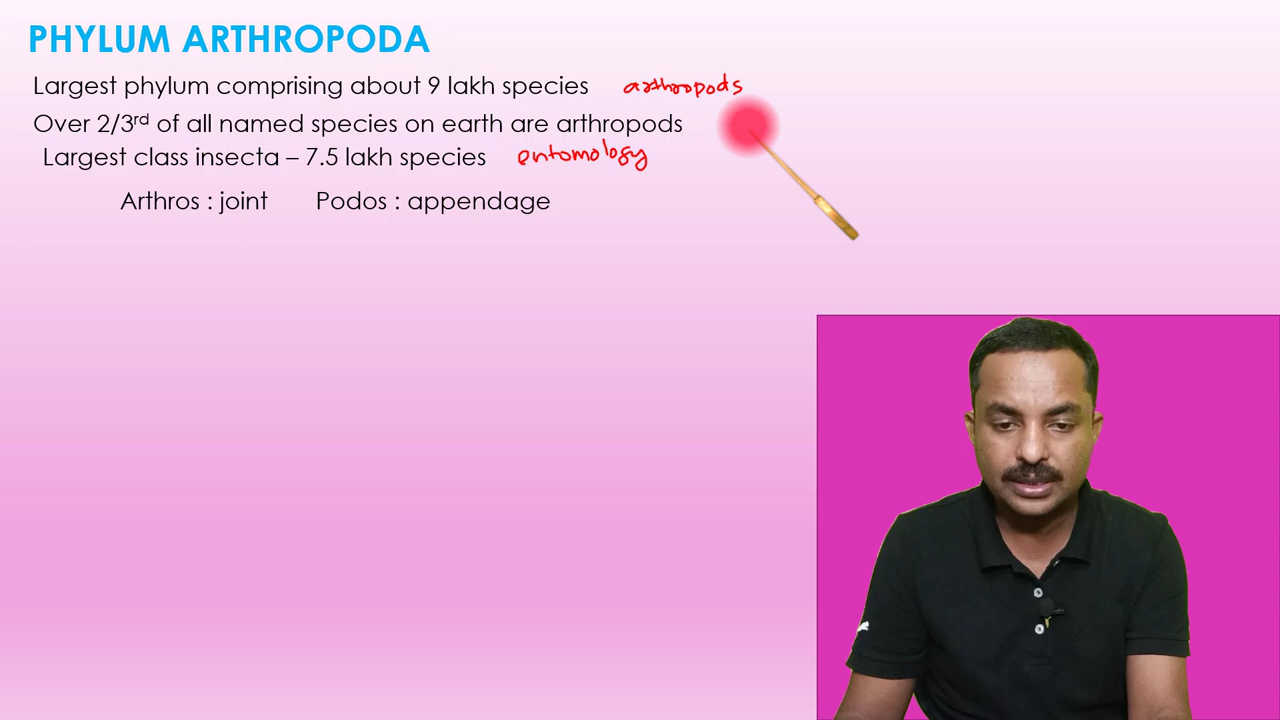 PHYLUM ARTHROPODA
Largest phylum comprising about 9 lakh species arthropods
Over 2/3rd of all named species on earth are arthropods
Largest class insecta – 7.5 lakh species entomology
Arthros : joint Podos : appendage